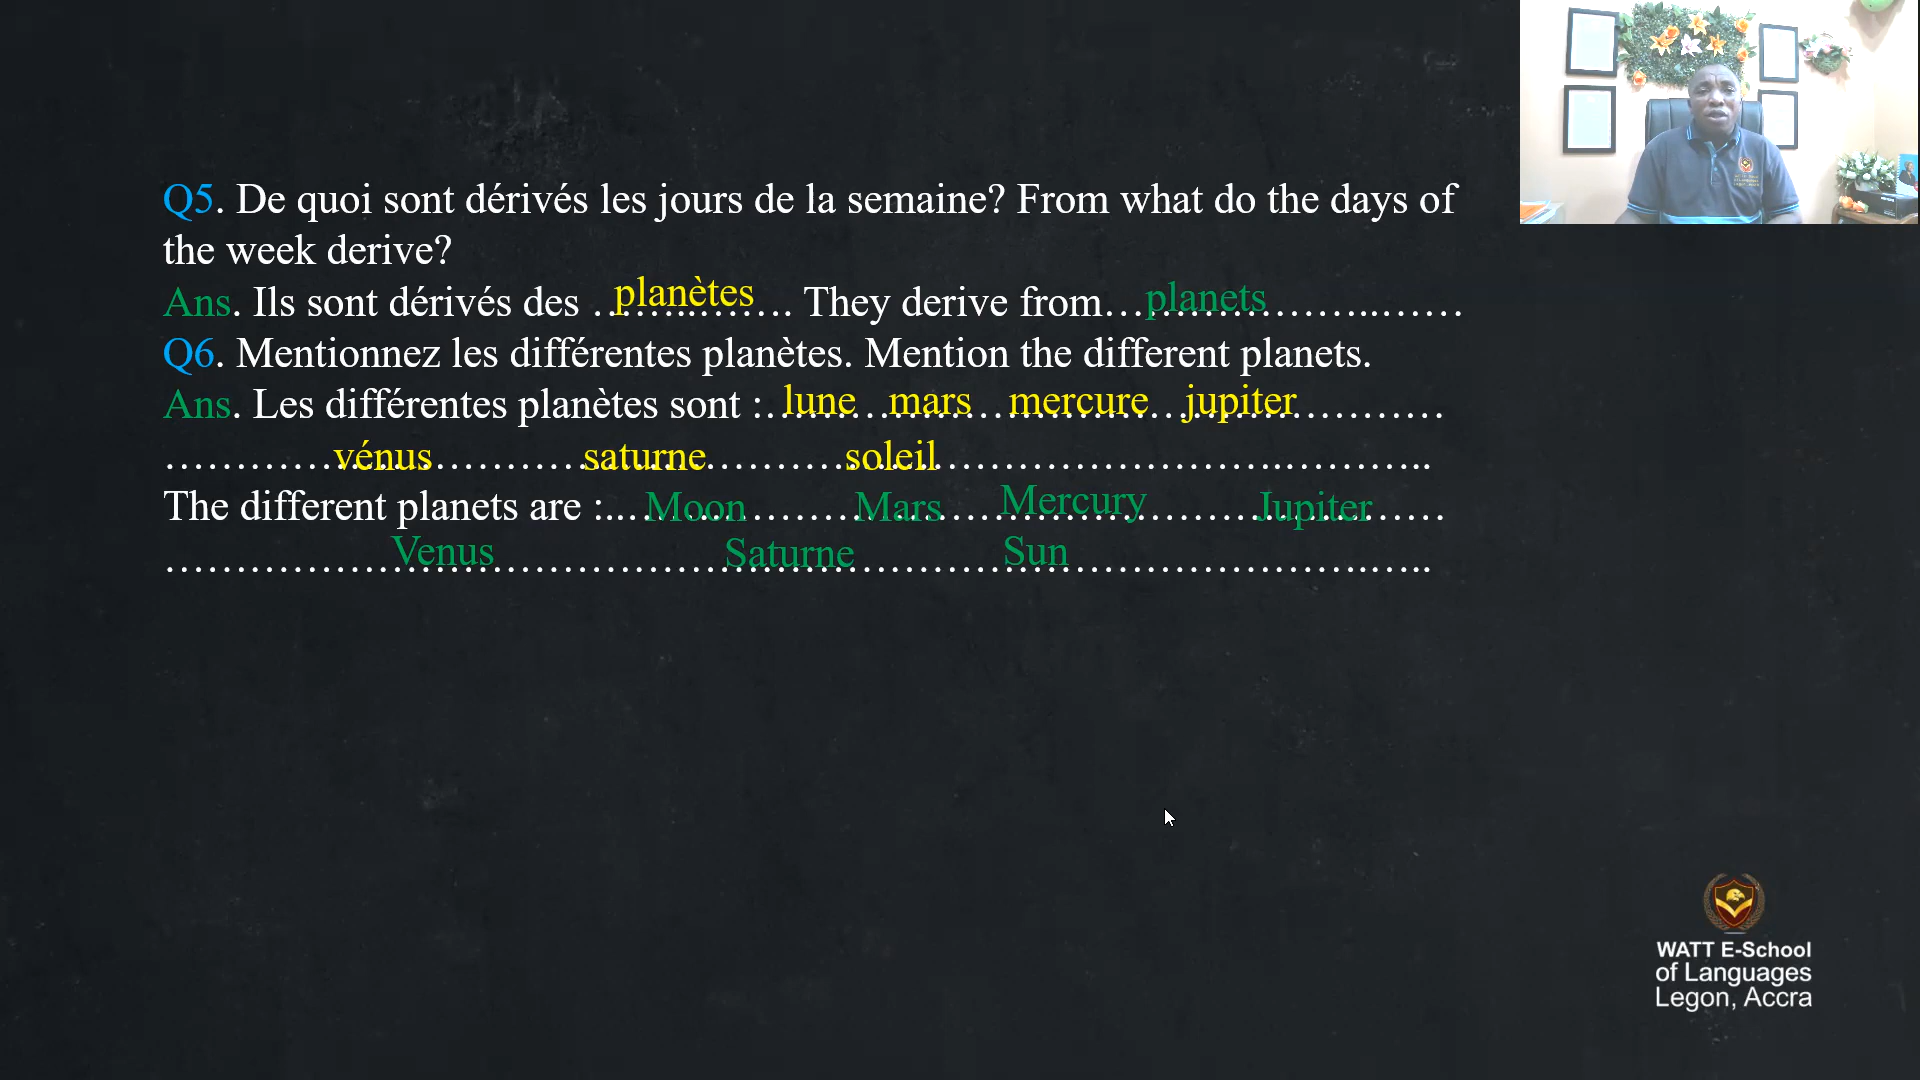 Q5. De quoi sont dérivés les jours de la semaine? From what do the days of
the week derive?
Ans. Ils sont dérivés des ...planètes... They derive from...planets...
Q6. Mentionnez les différentes planètes. Mention the different planets.
Ans. Les différentes planètes sont :...lune...mars...mercure...jupiter...
...vénus...saturne...soleil...
The different planets are :...Moon...Mars...Mercury...Jupiter...
...Venus...Saturne...Sun...
WATT E-School
of Languages
Legon, Accra